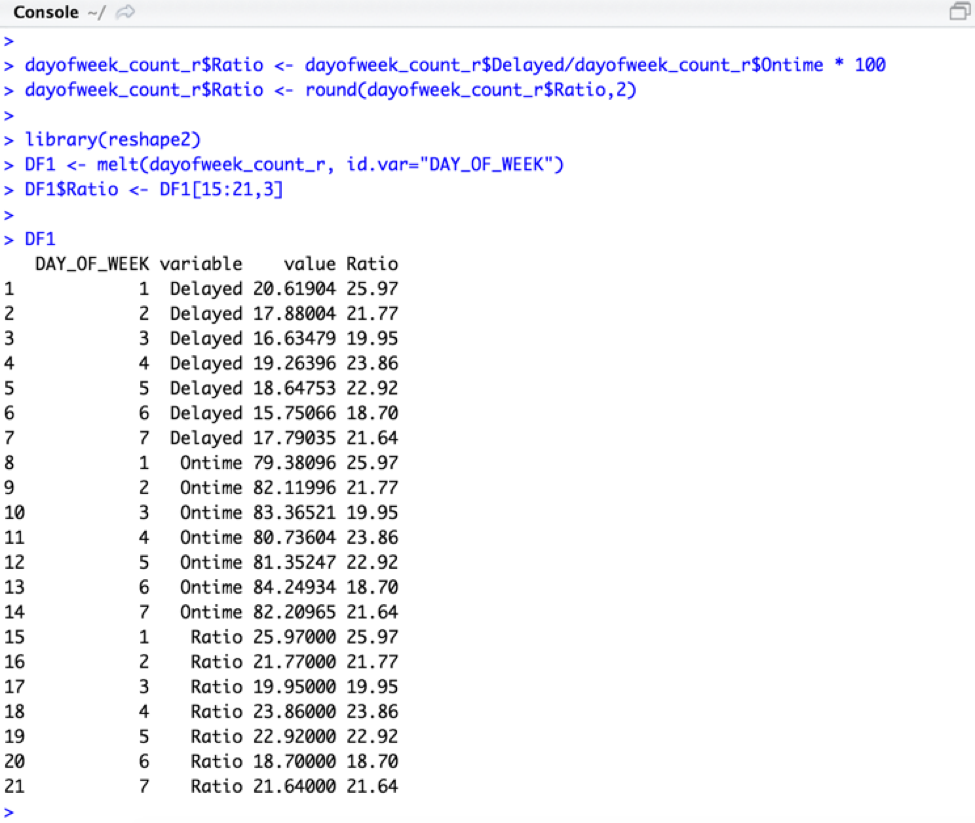 Console ~/
>
> dayofweek_count_r$Ratio <- dayofweek_count_r$Delayed/dayofweek_count_r$Ontime * 100
> dayofweek_count_r$Ratio <- round(dayofweek_count_r$Ratio,2)
>
> library(reshape2)
> DF1 <- melt(dayofweek_count_r, id.var="DAY_OF_WEEK")
> DF1$Ratio <- DF1[15:21,3]
>
> DF1
   DAY_OF_WEEK variable    value Ratio
1            1  Delayed 20.61904 25.97
2            2  Delayed 17.88004 21.77
3            3  Delayed 16.63479 19.95
4            4  Delayed 19.26396 23.86
5            5  Delayed 18.64753 22.92
6            6  Delayed 15.75066 18.70
7            7  Delayed 17.79035 21.64
8            1   Ontime 79.38096 25.97
9            2   Ontime 82.11996 21.77
10           3   Ontime 83.36521 19.95
11           4   Ontime 80.73604 23.86
12           5   Ontime 81.35247 22.92
13           6   Ontime 84.24934 18.70
14           7   Ontime 82.20965 21.64
15           1    Ratio 25.97000 25.97
16           2    Ratio 21.77000 21.77
17           3    Ratio 19.95000 19.95
18           4    Ratio 23.86000 23.86
19           5    Ratio 22.92000 22.92
20           6    Ratio 18.70000 18.70
21           7    Ratio 21.64000 21.64
>